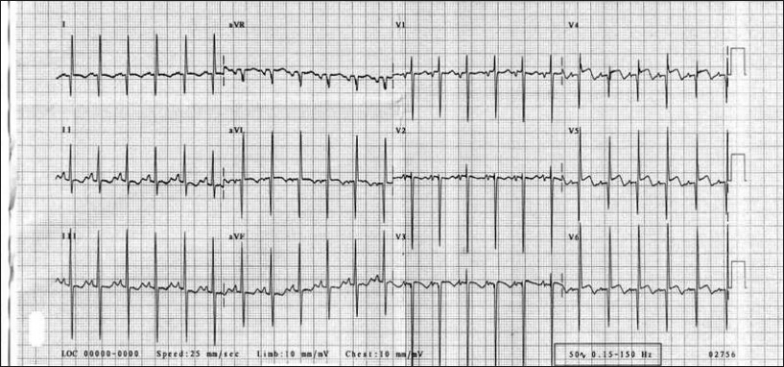 I aVR V1 V4
II aVL V2 V5
III aVF V3 V6
LOC 00000-0000 Speed:25 mm/sec Limb:10 mm/mV Chest:10 mm/mV 50∿ 0.15-150 Hz 02756